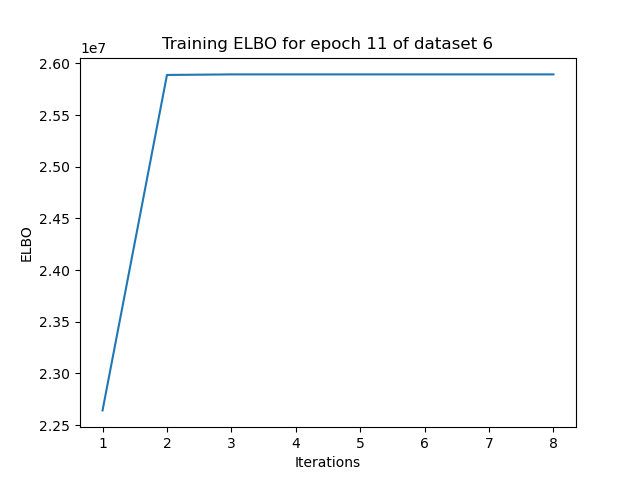 Training ELBO for epoch 11 of dataset 6
1e7
2.60
2.55
2.50
2.45
2.40
2.35
2.30
2.25
ELBO
1 2 3 4 5 6 7 8
Iterations